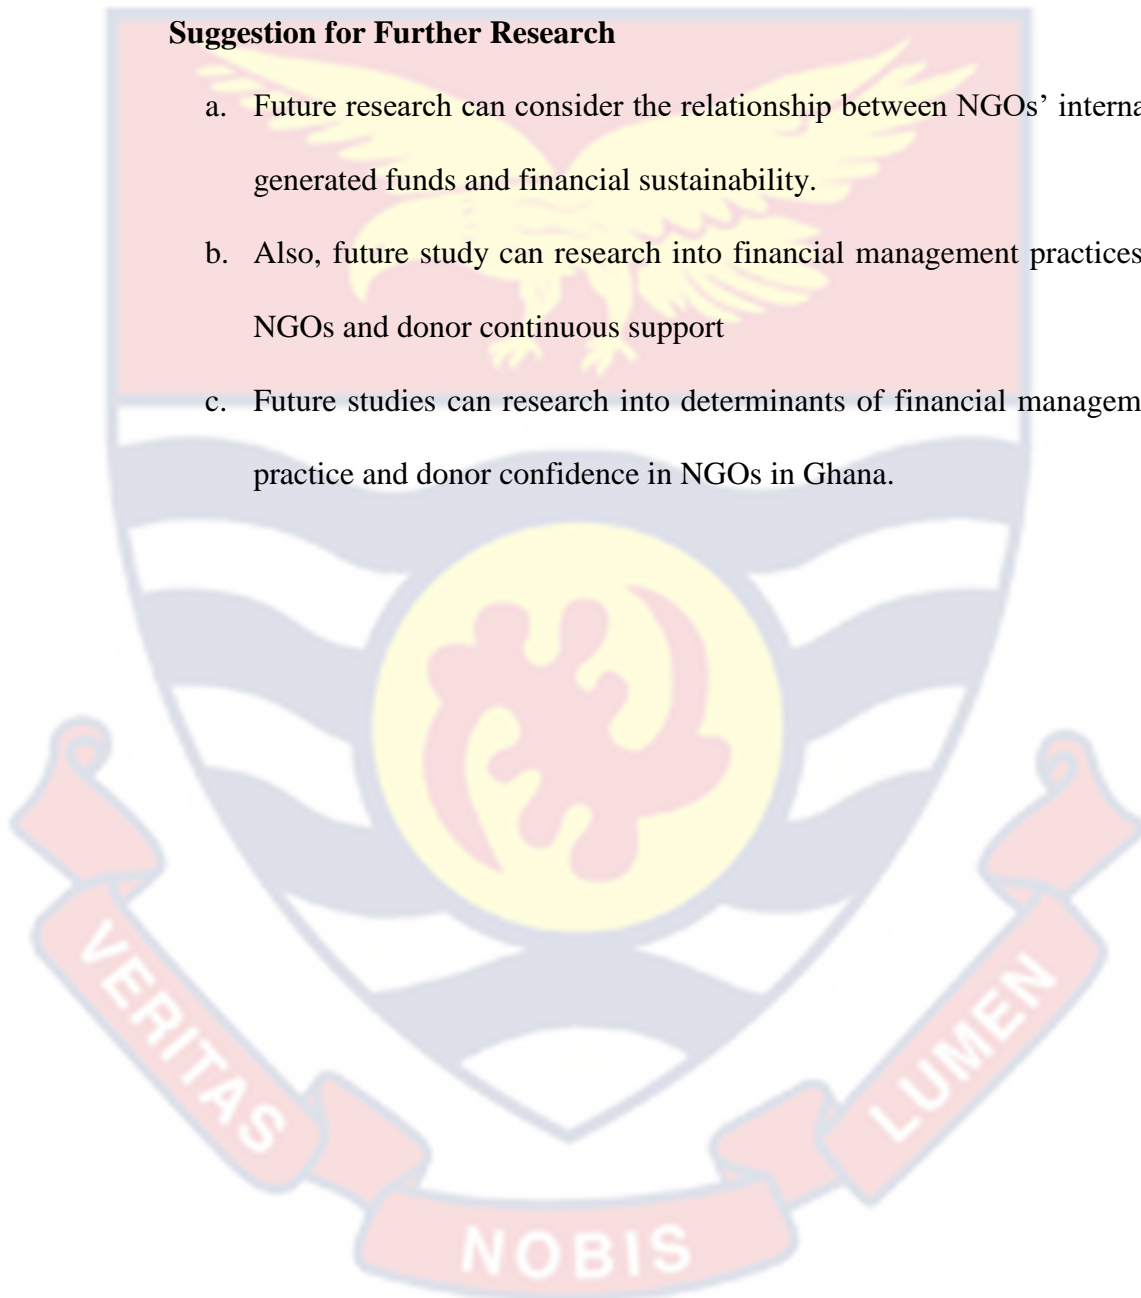 Suggestion for Further Research
a. Future research can consider the relationship between NGOs’ interna
generated funds and financial sustainability.
b. Also, future study can research into financial management practices
NGOs and donor continuous support
c. Future studies can research into determinants of financial managem
practice and donor confidence in NGOs in Ghana.
VERITAS
NOBIS
LUMEN